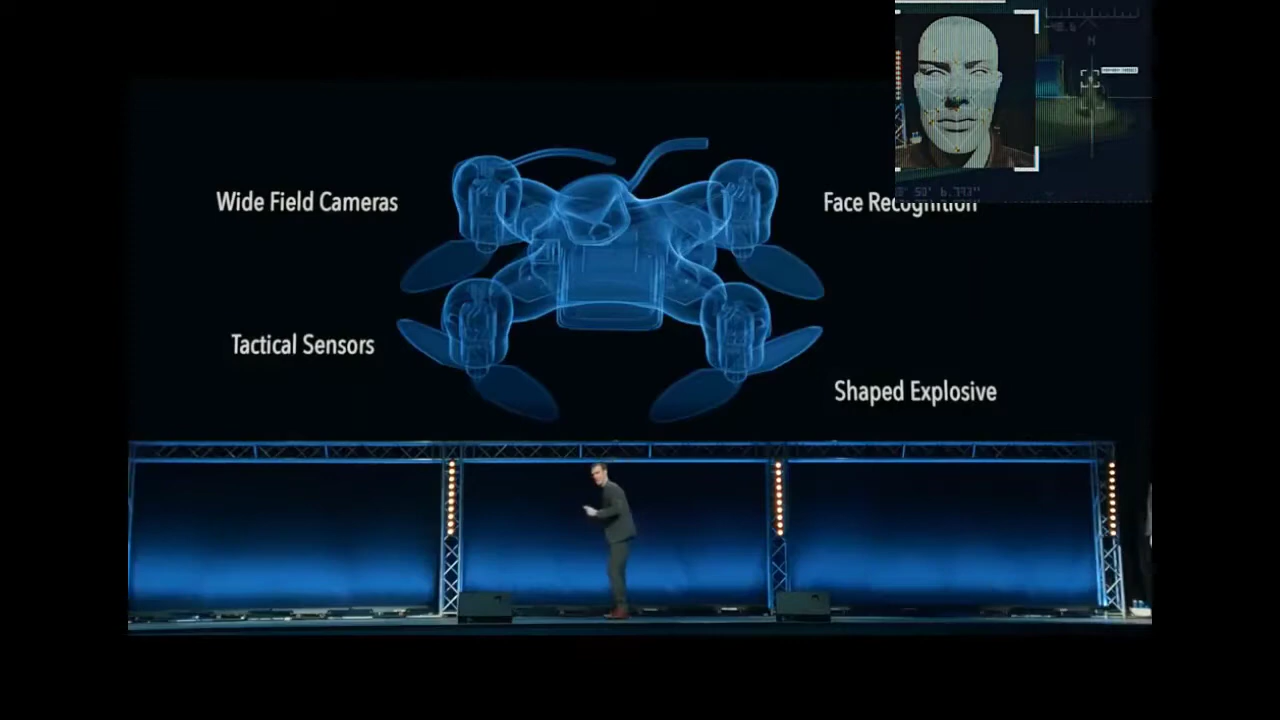 N
Wide Field Cameras
Face Recognition
Tactical Sensors
Shaped Explosive